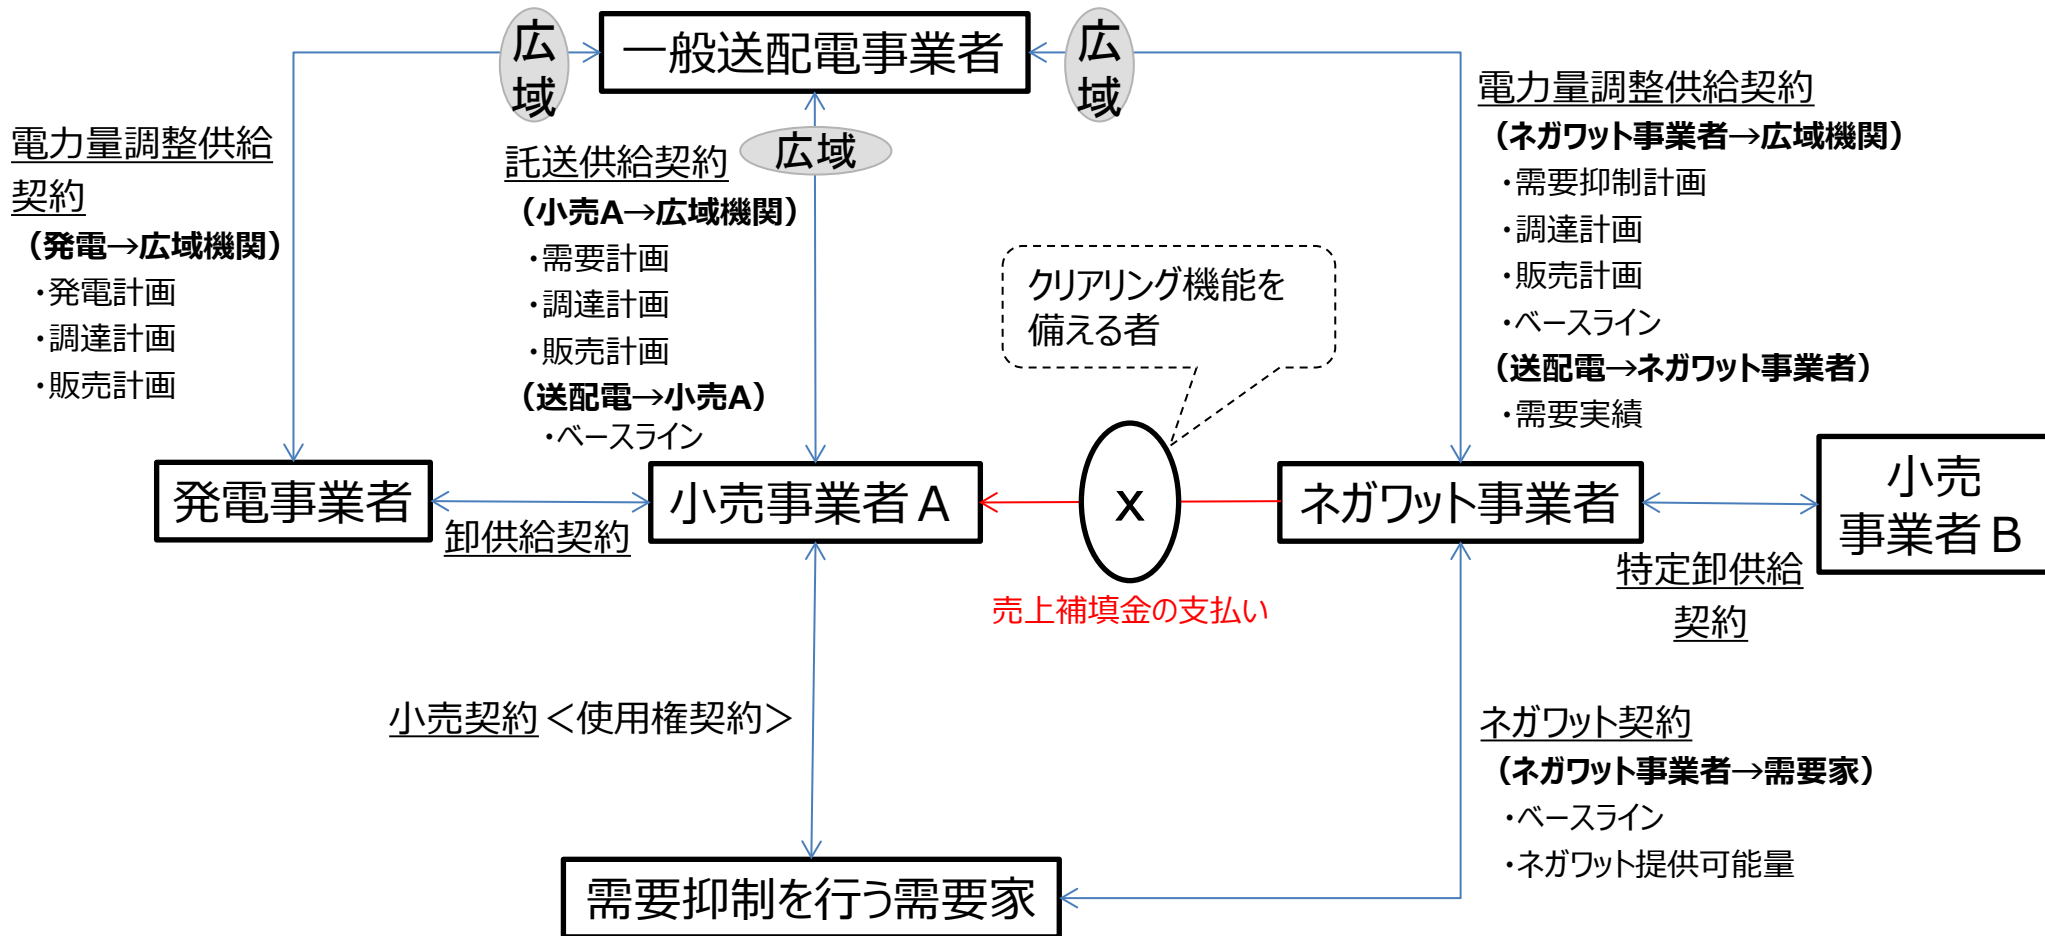 広
域
一般送配電事業者
広
域
広域
電力量調整供給
契約
（発電→広域機関）
・発電計画
・調達計画
・販売計画
託送供給契約
（小売A→広域機関）
・需要計画
・調達計画
・販売計画
（送配電→小売A）
・ベースライン
クリアリング機能を
備える者
電力量調整供給契約
（ネガワット事業者→広域機関）
・需要抑制計画
・調達計画
・販売計画
・ベースライン
（送配電→ネガワット事業者）
・需要実績
発電事業者
卸供給契約
小売事業者Ａ
x
売上補填金の支払い
ネガワット事業者
小売
事業者Ｂ
特定卸供給
契約
小売契約＜使用権契約＞
ネガワット契約
（ネガワット事業者→需要家）
・ベースライン
・ネガワット提供可能量
需要抑制を行う需要家